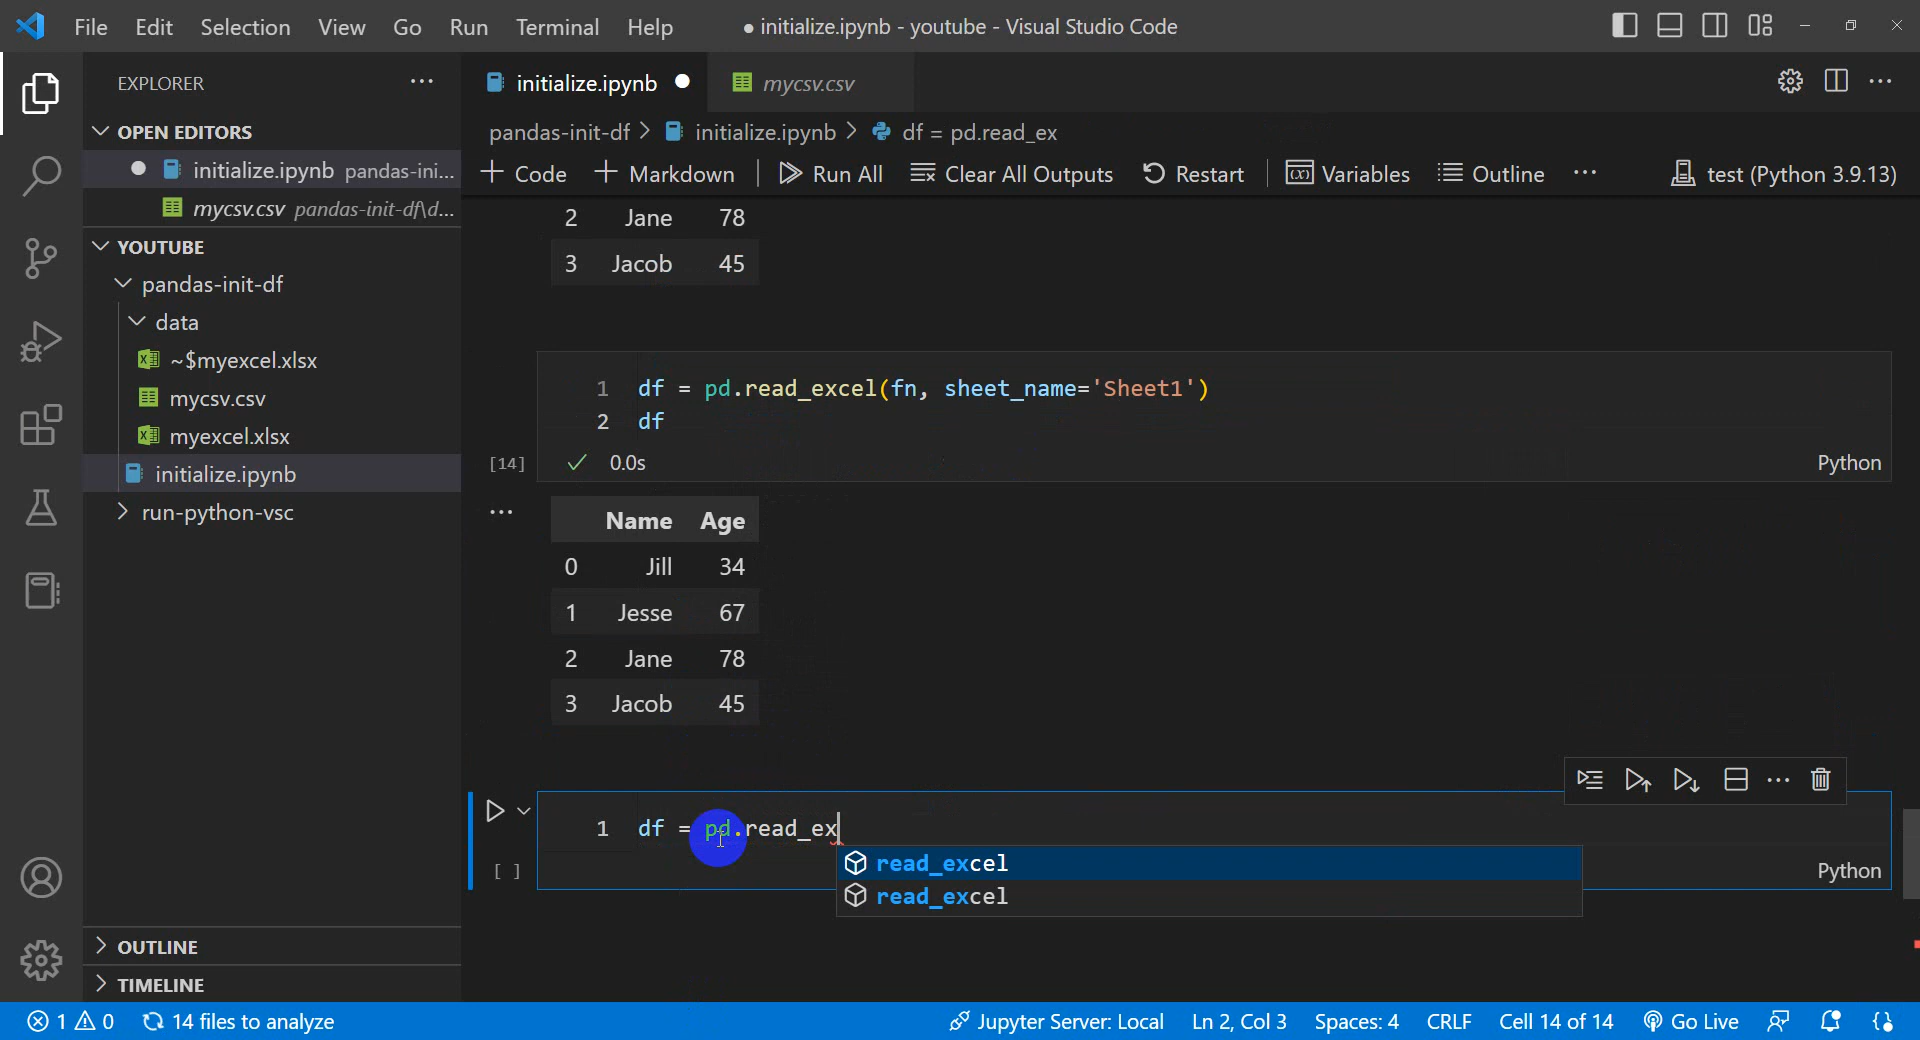 File Edit Selection View Go Run Terminal Help ● initialize.ipynb - youtube - Visual Studio Code
EXPLORER ...
OPEN EDITORS
initialize.ipynb pandas-ini...
mycsv.csv pandas-init-df\d...
YOUTUBE
pandas-init-df
data
~$myexcel.xlsx
mycsv.csv
myexcel.xlsx
initialize.ipynb
run-python-vsc
OUTLINE
TIMELINE
initialize.ipynb ● mycsv.csv
pandas-init-df > initialize.ipynb > df = pd.read_ex
+ Code + Markdown | Run All Clear All Outputs Restart | Variables Outline ... test (Python 3.9.13)
2 Jane 78
3 Jacob 45
1 df = pd.read_excel(fn, sheet_name='Sheet1')
2 df
[14] ✓ 0.0s Python
... Name Age
0 Jill 34
1 Jesse 67
2 Jane 78
3 Jacob 45
1 df = pd.read_ex
read_excel
read_excel
[ ] Python
1 0 14 files to analyze Jupyter Server: Local Ln 2, Col 3 Spaces: 4 CRLF Cell 14 of 14 Go Live